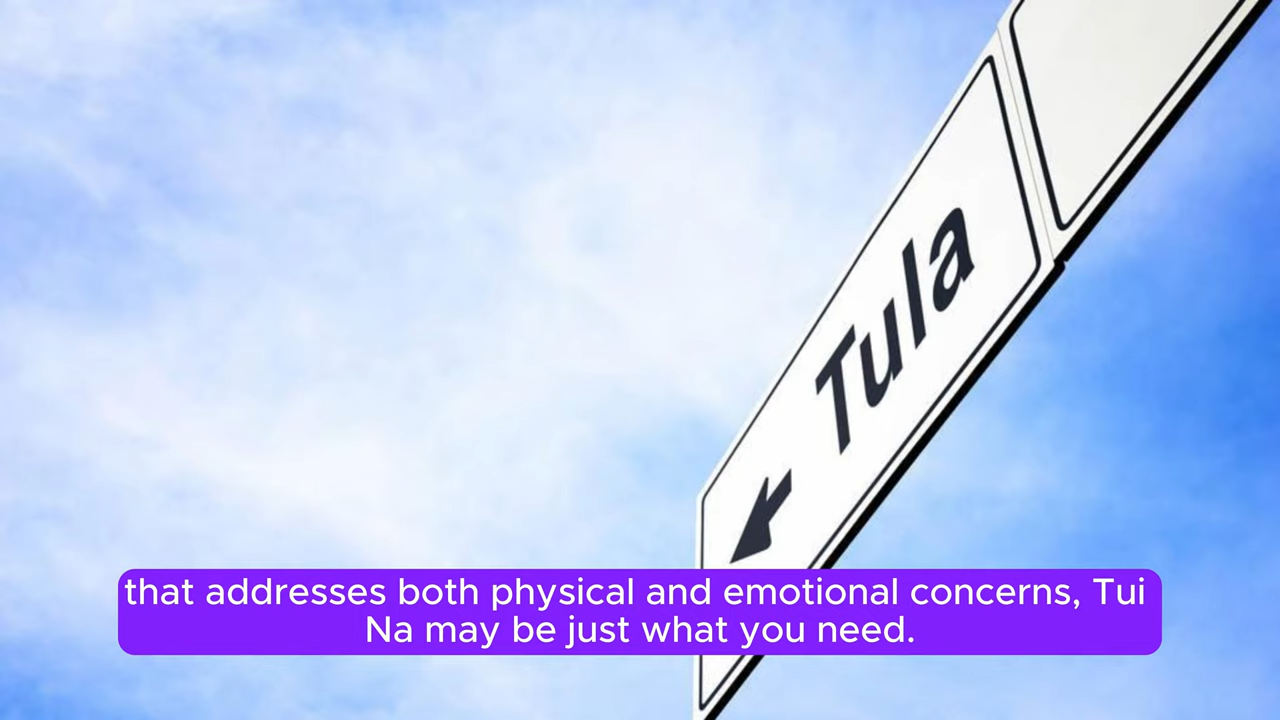 Tula
that addresses both physical and emotional concerns, Tui
Na may be just what you need.